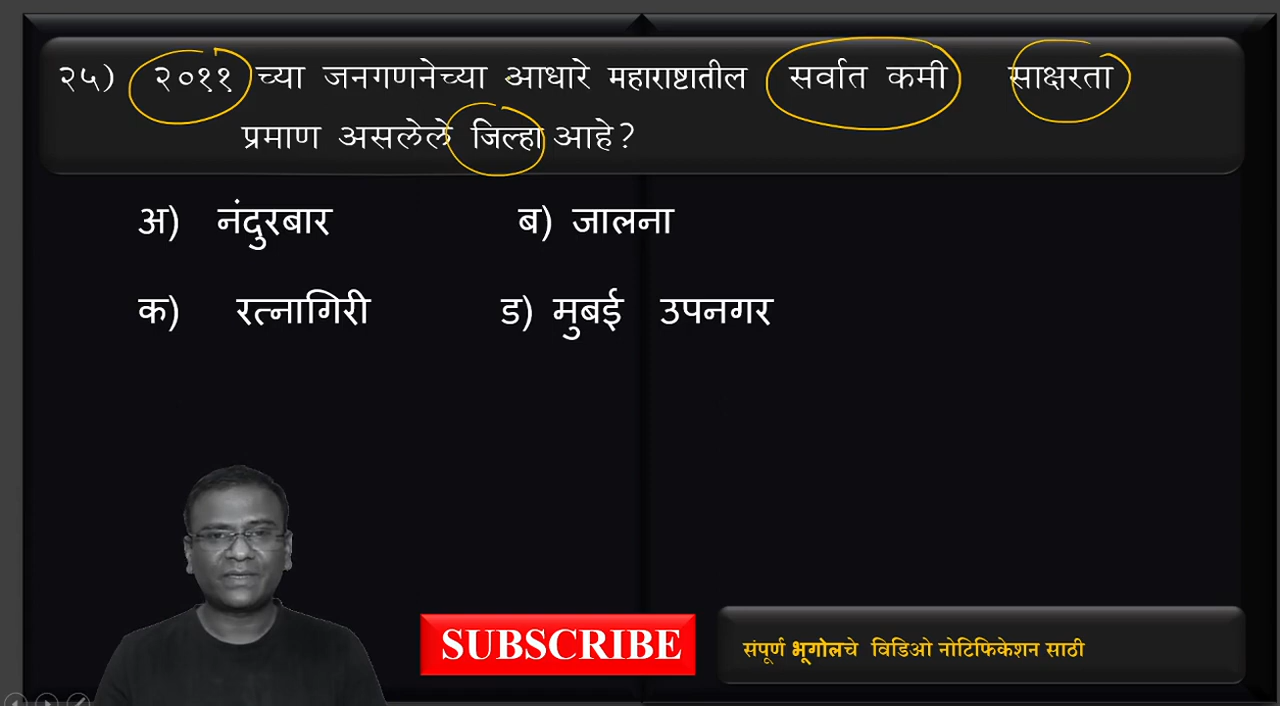 २५) २०११ च्या जनगणनेच्या आधारे महाराष्टातील सर्वात कमी साक्षरता
प्रमाण असलेले जिल्हा आहे?
अ) नंदुरबार ब) जालना
क) रत्नागिरी ड) मुबई उपनगर
SUBSCRIBE
संपूर्ण भूगोलचे विडिओ नोटिफिकेशन साठी